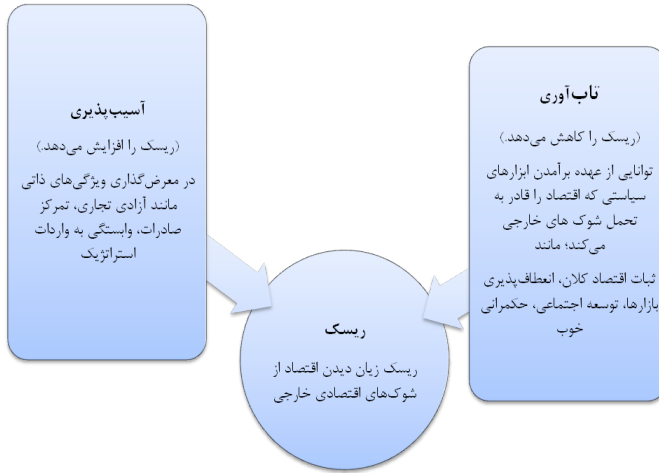 تاب‌آوری
(ریسک را کاهش می‌دهد.)
توانایی از عهده برآمدن ابزارهای
سیاستی که اقتصاد را قادر به
تحمل شوک های خارجی
می‌کند؛ مانند
ثبات اقتصاد کلان، انعطاف‌پذیری
بازارها، توسعه اجتماعی، حکمرانی
خوب
آسیب‌پذیری
(ریسک را افزایش می‌دهد.)
در معرض‌گذاری ویژگی‌های ذاتی
مانند آزادی تجاری، تمرکز
صادرات، وابستگی به واردات
استراتژیک
ریسک
ریسک زیان دیدن اقتصاد از
شوک‌های اقتصادی خارجی